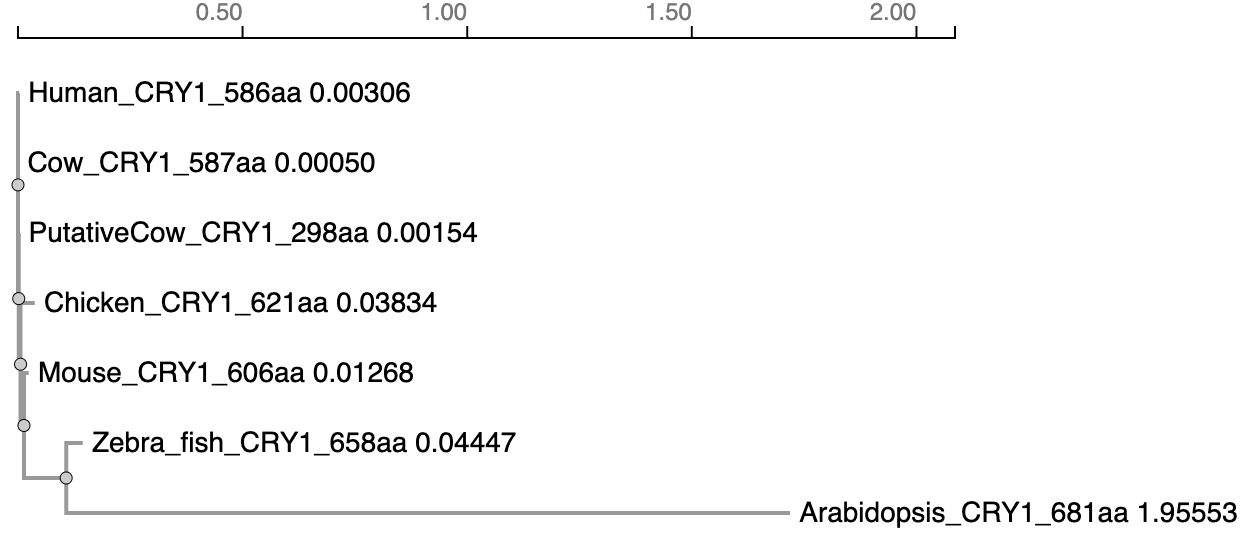 0.50 1.00 1.50 2.00
Human_CRY1_586aa 0.00306
Cow_CRY1_587aa 0.00050
PutativeCow_CRY1_298aa 0.00154
Chicken_CRY1_621aa 0.03834
Mouse_CRY1_606aa 0.01268
Zebra_fish_CRY1_658aa 0.04447
Arabidopsis_CRY1_681aa 1.95553